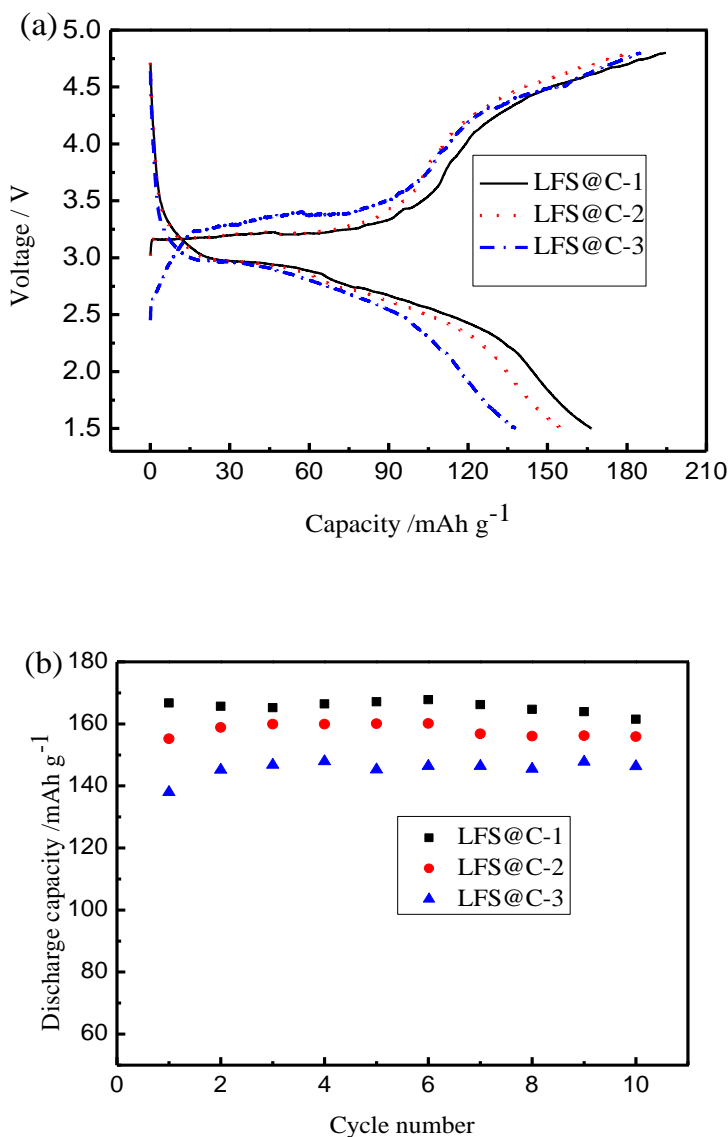 (a)
5.0
4.5
4.0
3.5
3.0
2.5
2.0
1.5
Voltage / V
LFS@C-1
LFS@C-2
LFS@C-3
0 30 60 90 120 150 180 210
Capacity /mAh g-1
(b)
180
160
140
120
100
80
60
Discharge capacity /mAh g-1
LFS@C-1
LFS@C-2
LFS@C-3
0 2 4 6 8 10
Cycle number